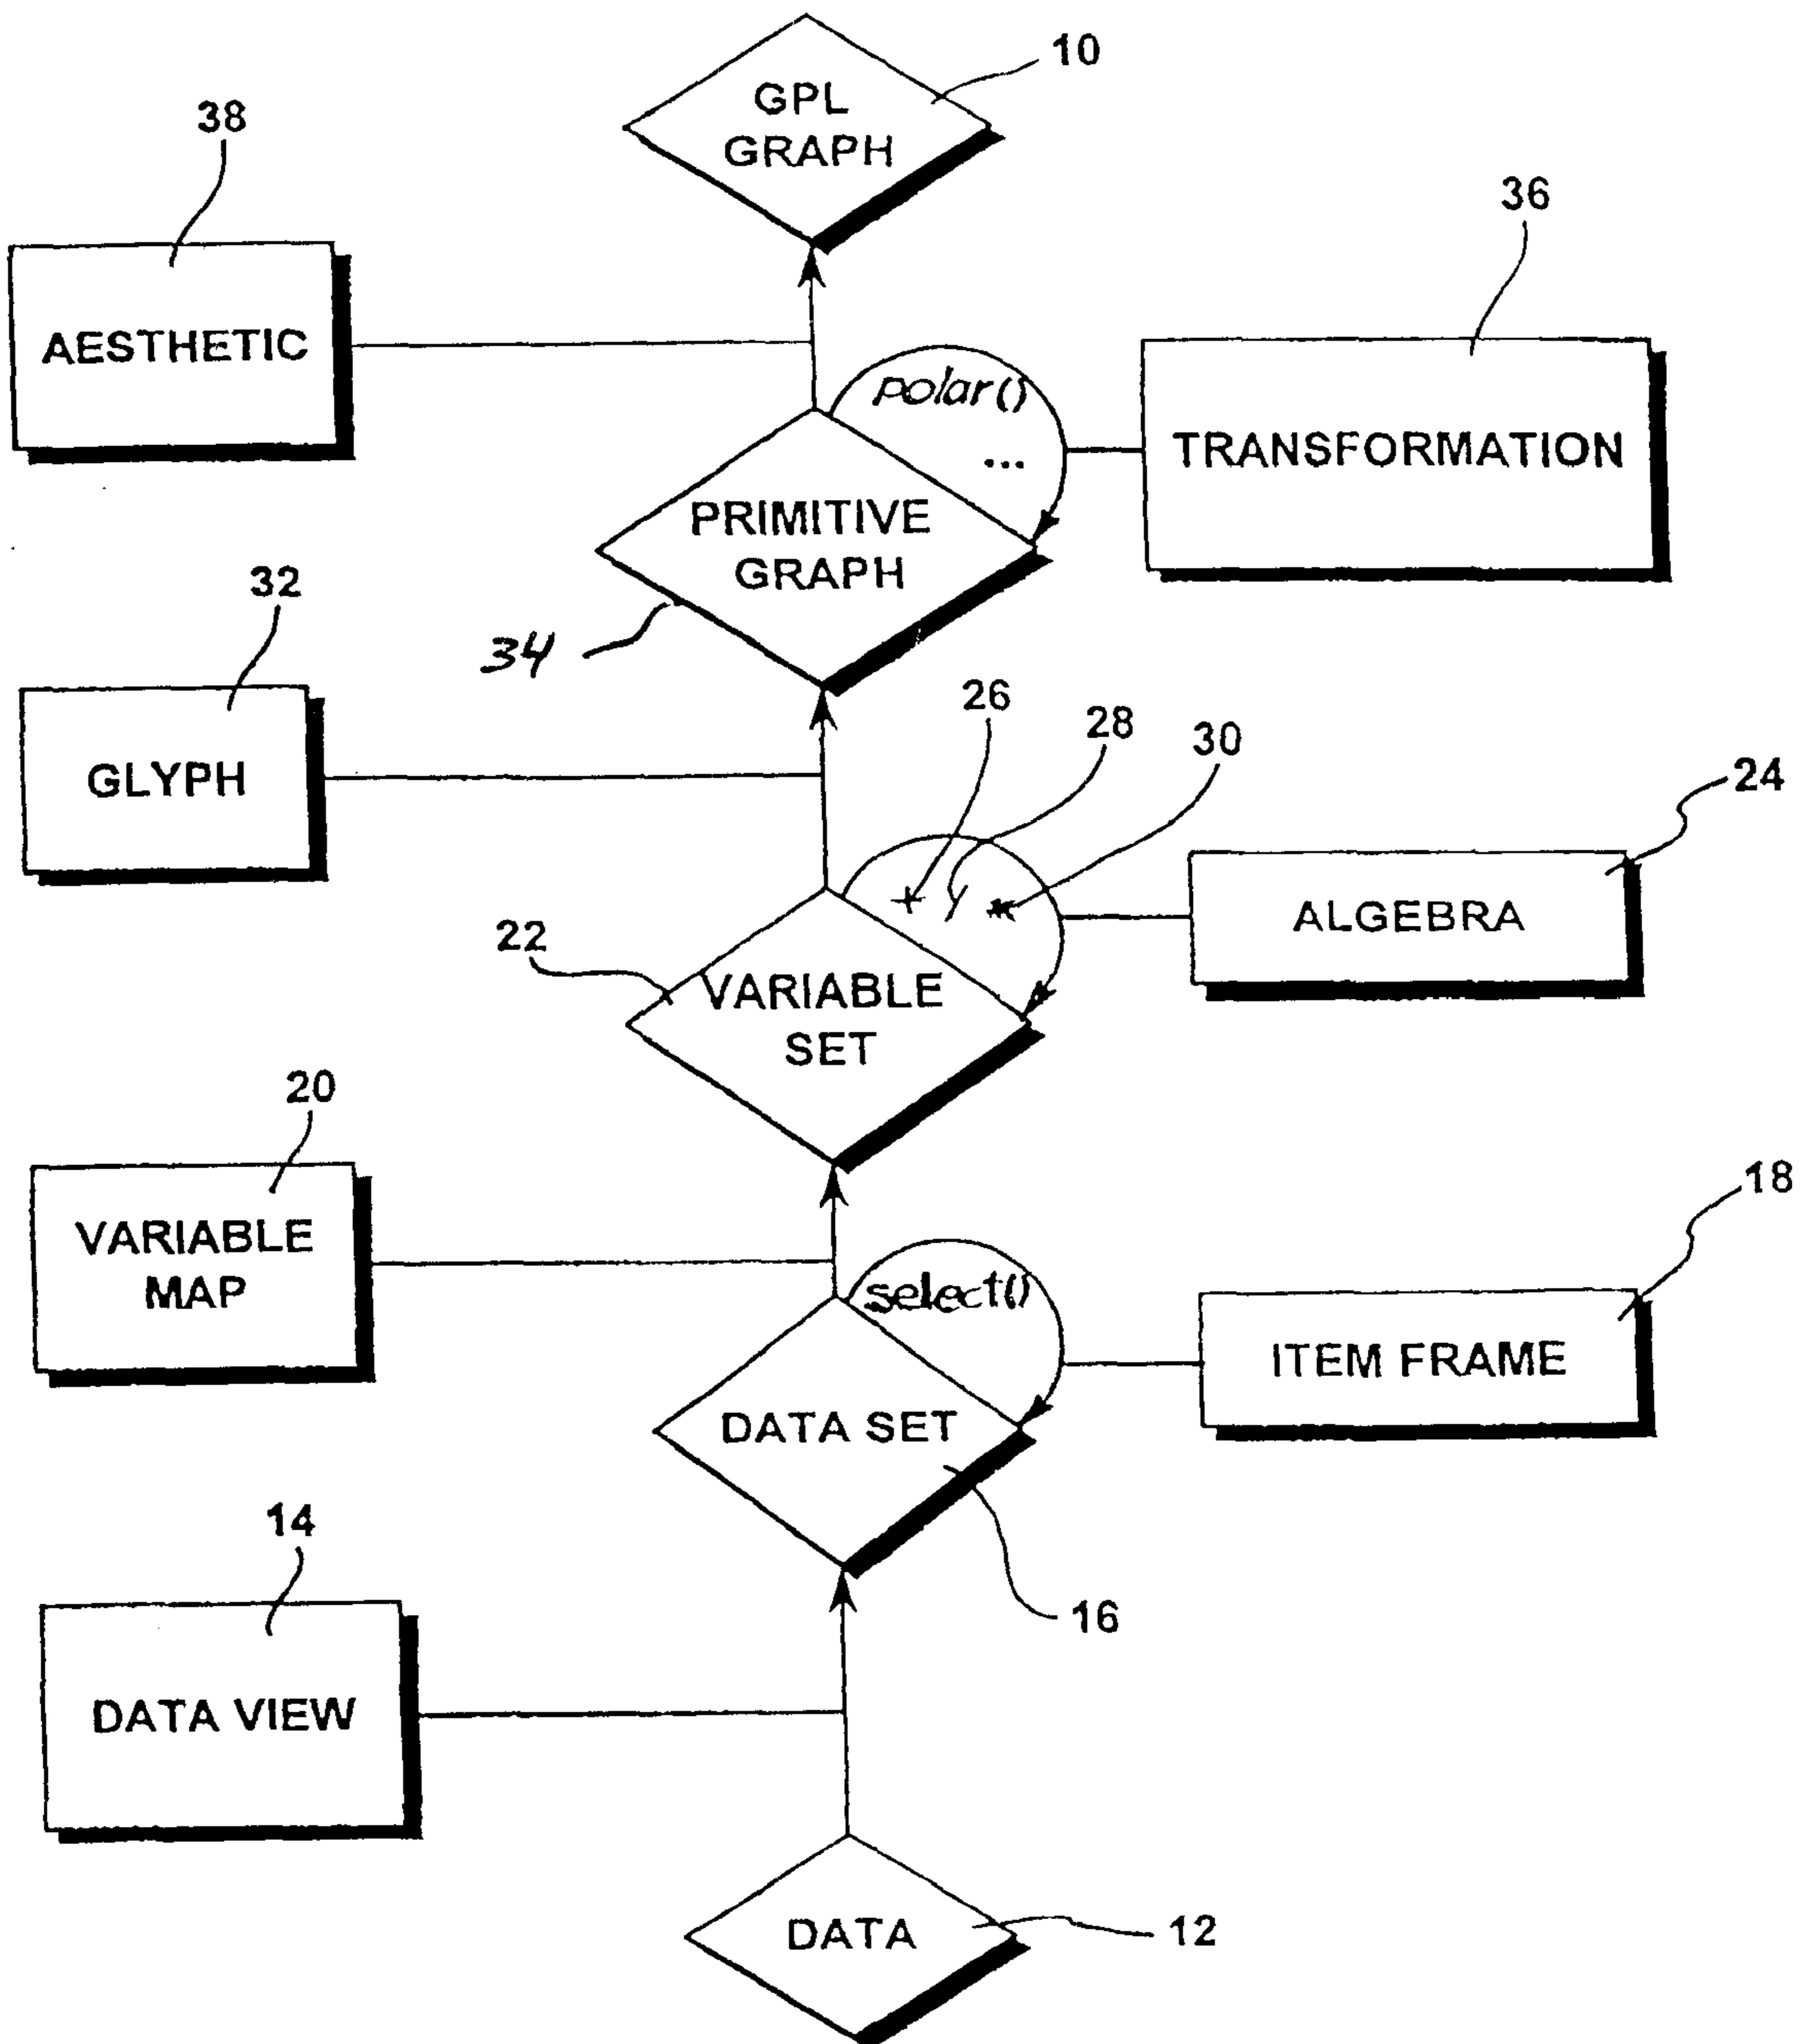 10
GPL
GRAPH
38
36
AESTHETIC
polar()
...
TRANSFORMATION
PRIMITIVE
GRAPH
34
32
26
28
30
GLYPH
24
+ / *
ALGEBRA
22
VARIABLE
SET
20
18
VARIABLE
MAP
select()
ITEM FRAME
DATA SET
14
16
DATA VIEW
DATA
12